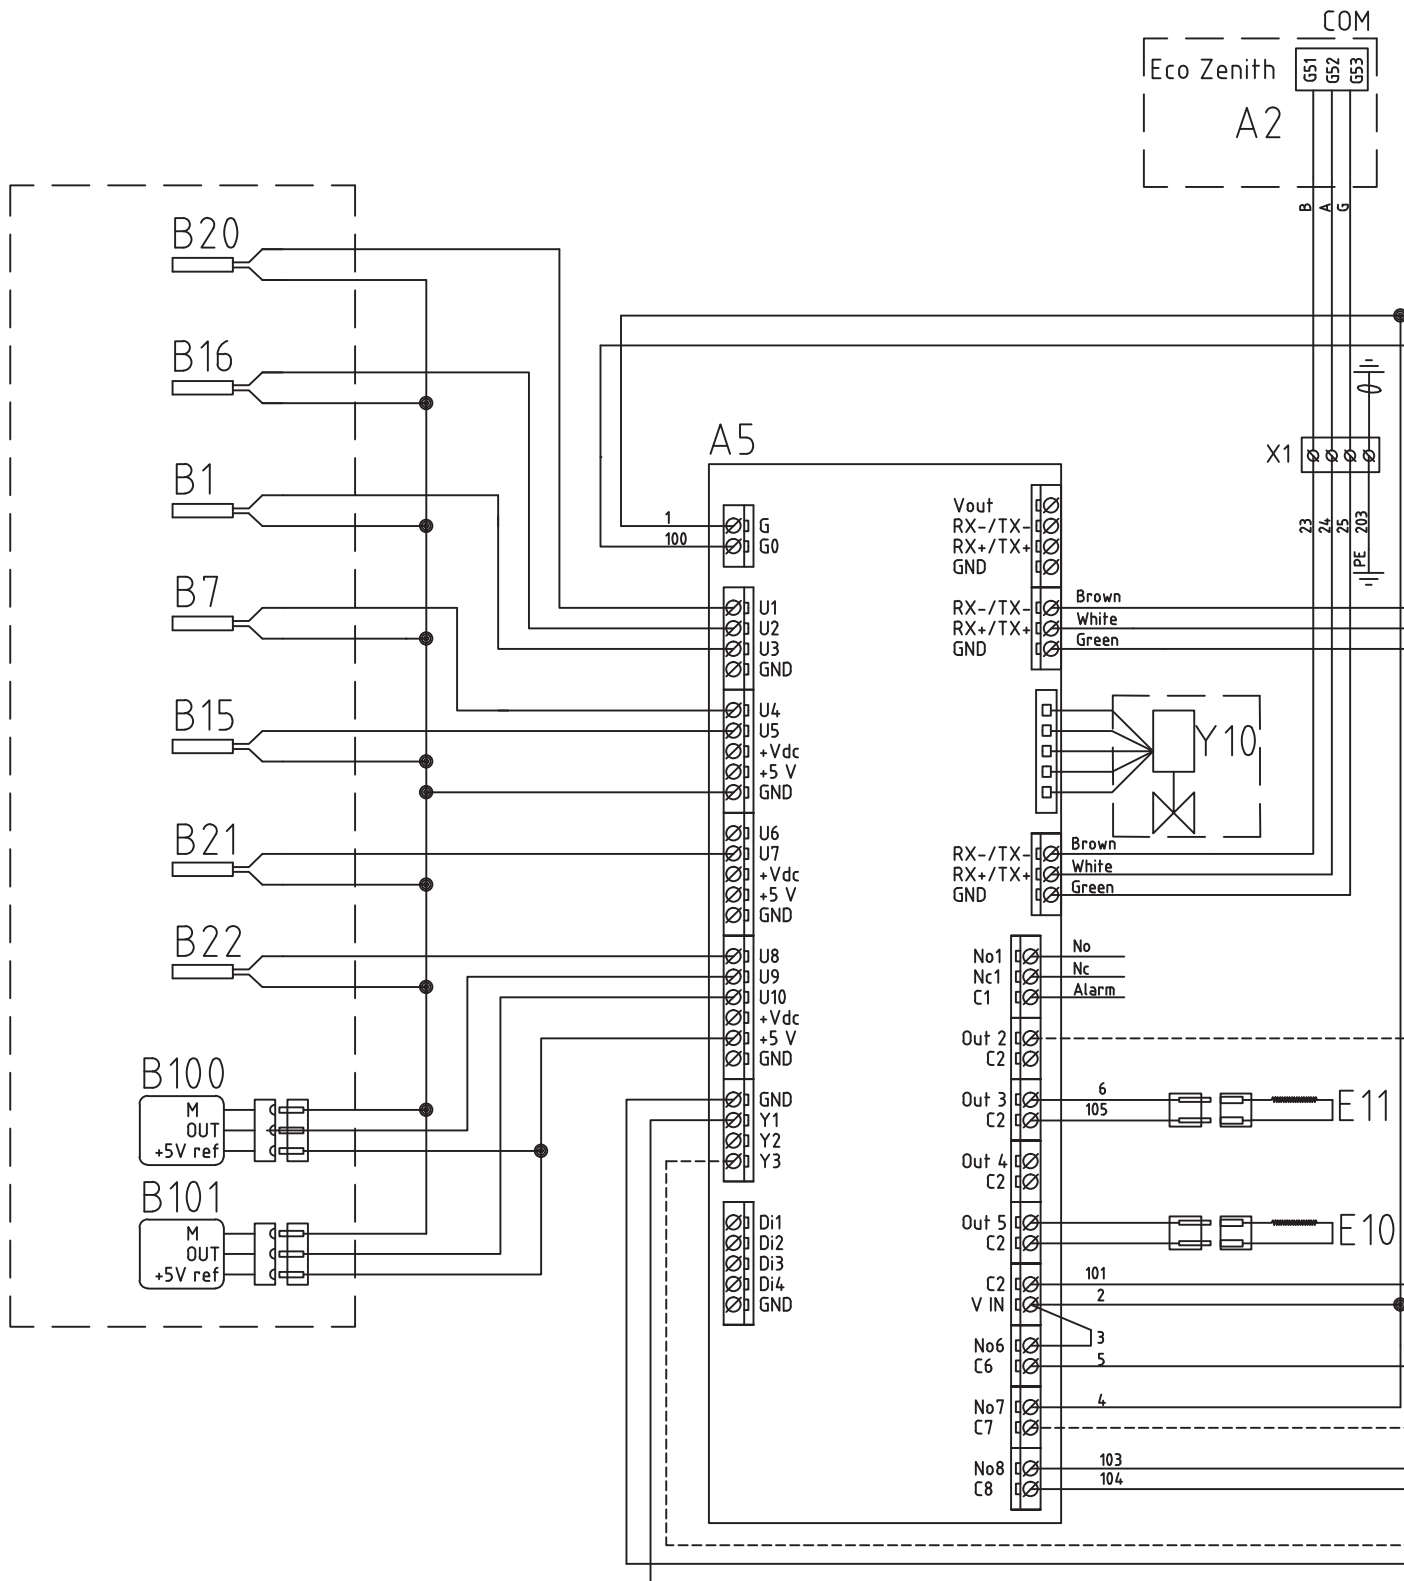 COM
Eco Zenith
G51
G52
G53
A2
B
A
G
B20
B16
B1
B7
B15
B21
B22
B100
M
OUT
+5V ref
B101
M
OUT
+5V ref
A5
1
100
G
G0
U1
U2
U3
GND
U4
U5
+Vdc
+5 V
GND
U6
U7
+Vdc
+5 V
GND
U8
U9
U10
+Vdc
+5 V
GND
GND
Y1
Y2
Y3
Di1
Di2
Di3
Di4
GND
Vout
RX-/TX-
RX+/TX+
GND
RX-/TX-
RX+/TX+
GND
Brown
White
Green
Y10
RX-/TX-
RX+/TX+
GND
Brown
White
Green
No1
Nc1
C1
No
Nc
Alarm
Out 2
C2
Out 3
C2
6
105
E11
Out 4
C2
Out 5
C2
E10
C2
V IN
101
2
No6
C6
3
5
No7
C7
4
No8
C8
103
104
X1
23
24
25
203
PE